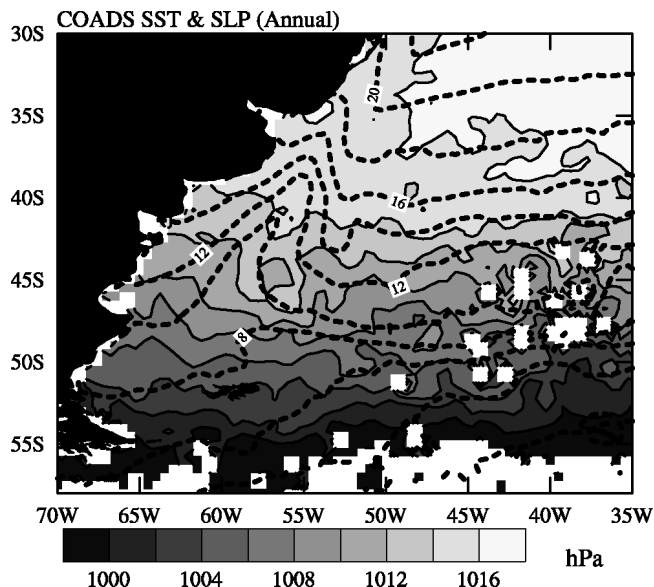 COADS SST & SLP (Annual)
30S
20
35S
40S
16
12
45S
12
8
50S
55S
70W 65W 60W 55W 50W 45W 40W 35W
hPa
1000 1004 1008 1012 1016